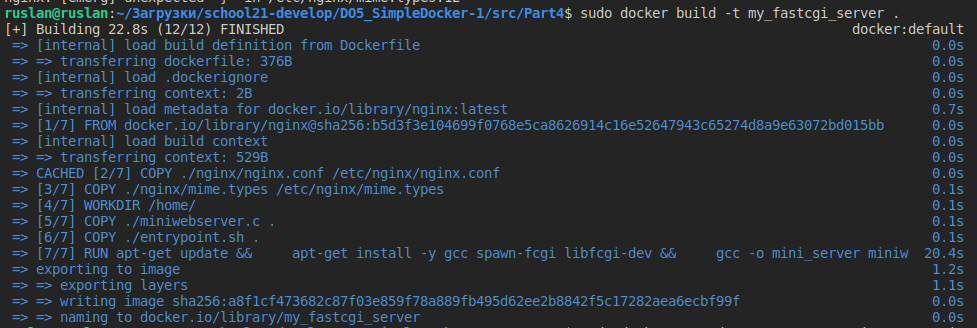 ruslan@ruslan:~/Загрузки/school21-develop/DO5_SimpleDocker-1/src/Part4$ sudo docker build -t my_fastcgi_server .
[+] Building 22.8s (12/12) FINISHED docker:default
=> [internal] load build definition from Dockerfile 0.0s
=> => transferring dockerfile: 376B 0.0s
=> [internal] load .dockerignore 0.0s
=> => transferring context: 2B 0.0s
=> [internal] load metadata for docker.io/library/nginx:latest 0.7s
=> [1/7] FROM docker.io/library/nginx@sha256:b5d3f3e104699f0768e5ca8626914c16e52647943c65274d8a9e63072bd015bb 0.0s
=> [internal] load build context 0.0s
=> => transferring context: 529B 0.0s
=> CACHED [2/7] COPY ./nginx/nginx.conf /etc/nginx/nginx.conf 0.0s
=> [3/7] COPY ./nginx/mime.types /etc/nginx/mime.types 0.1s
=> [4/7] WORKDIR /home/ 0.1s
=> [5/7] COPY ./miniwebserver.c . 0.1s
=> [6/7] COPY ./entrypoint.sh . 0.1s
=> [7/7] RUN apt-get update && apt-get install -y gcc spawn-fcgi libfcgi-dev && gcc -o mini_server miniw 20.4s
=> exporting to image 1.2s
=> => exporting layers 1.1s
=> => writing image sha256:a8f1cf473682c87f03e859f78a889fb495d62ee2b8842f5c17282aea6ecbf99f 0.0s
=> => naming to docker.io/library/my_fastcgi_server 0.0s